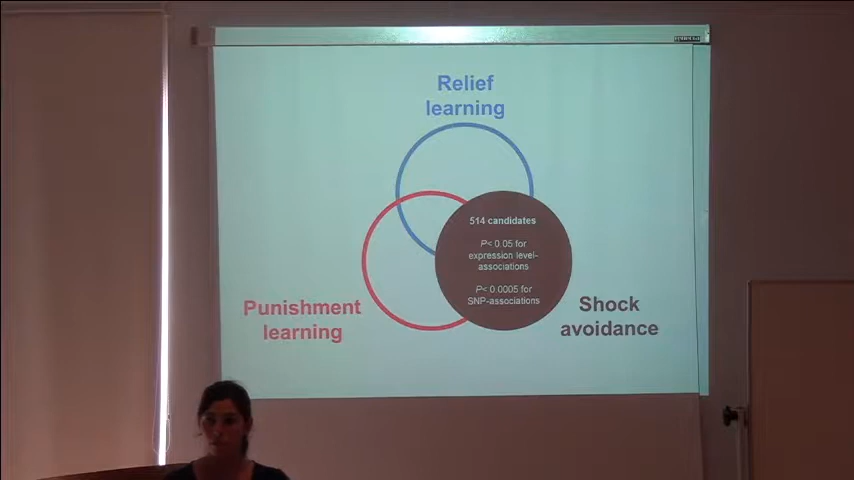 Relief
learning
514 candidates
P< 0.05 for
expression level-
associations
P< 0.0005 for
SNP-associations
Punishment
learning
Shock
avoidance